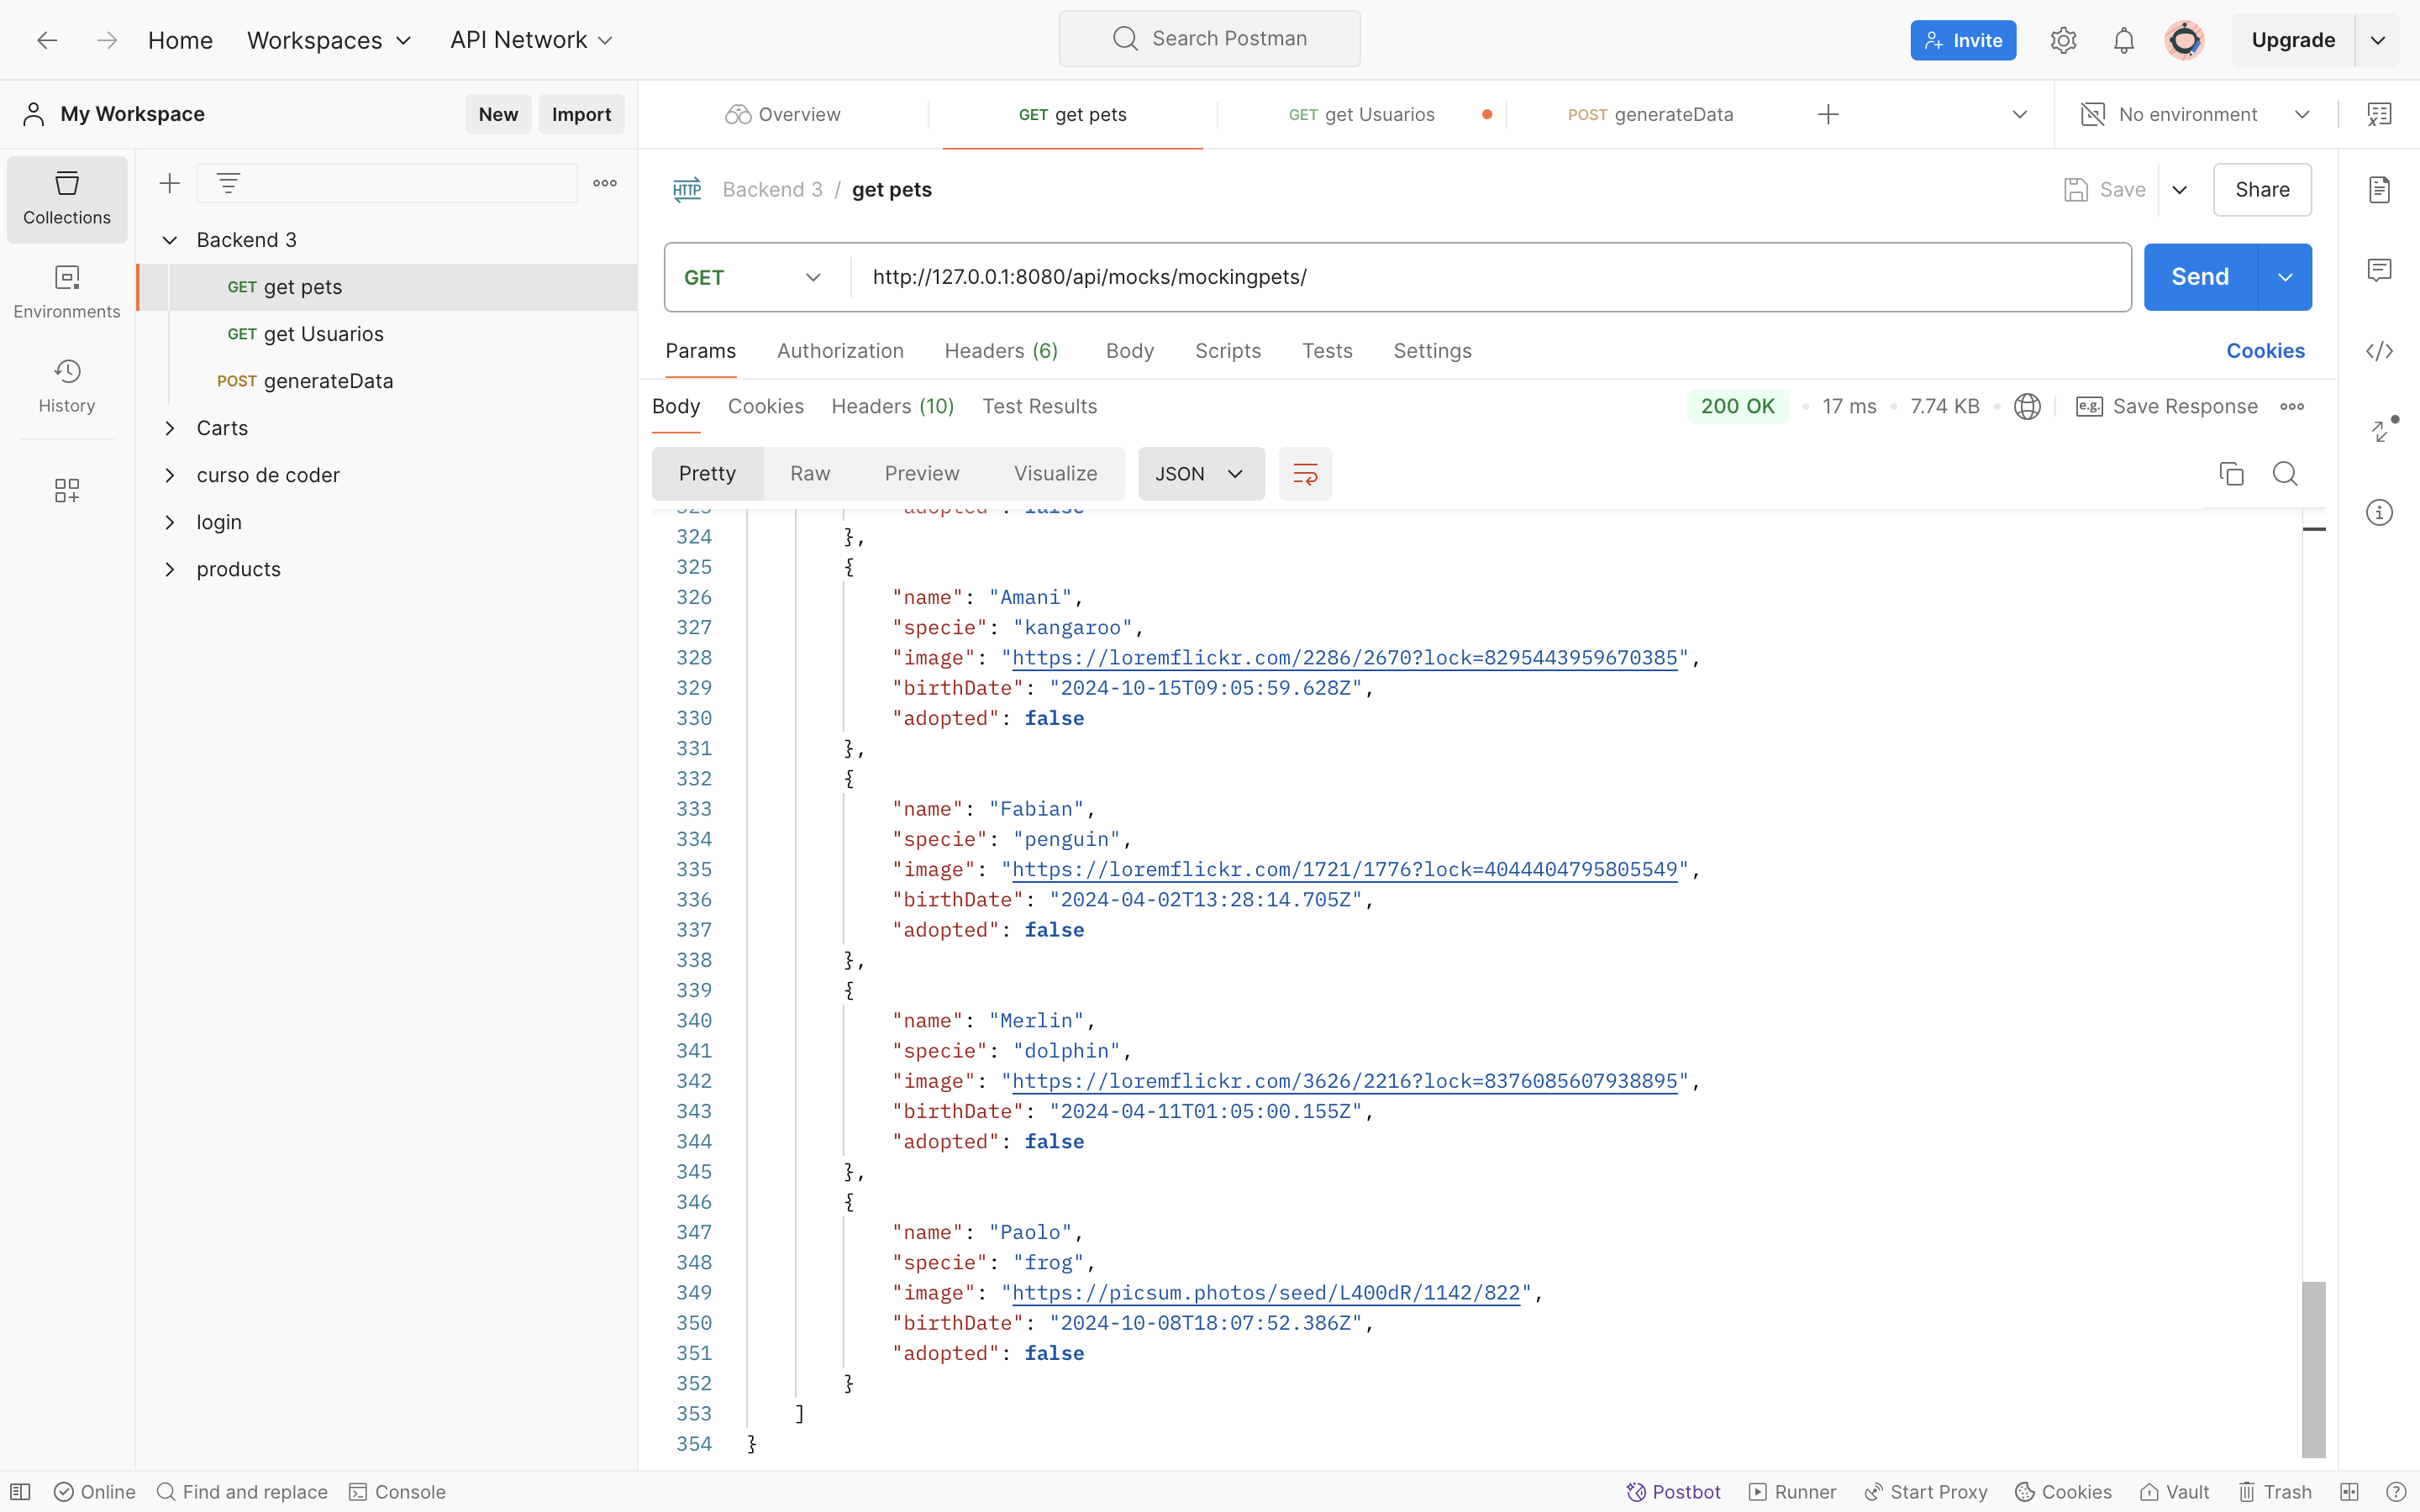 Home Workspaces API Network Search Postman Invite Upgrade
My Workspace New Import
Overview GET get pets GET get Usuarios POST generateData No environment
Collections
Environments
History
Backend 3
GET get pets
GET get Usuarios
POST generateData
Carts
curso de coder
login
products
HTTP Backend 3 / get pets Save Share
GET http://127.0.0.1:8080/api/mocks/mockingpets/ Send
Params Authorization Headers (6) Body Scripts Tests Settings Cookies
Body Cookies Headers (10) Test Results 200 OK 17 ms 7.74 KB e.g. Save Response
Pretty Raw Preview Visualize JSON
323 "adopted": false
324 },
325 {
326 "name": "Amani",
327 "specie": "kangaroo",
328 "image": "https://loremflickr.com/2286/2670?lock=8295443959670385",
329 "birthDate": "2024-10-15T09:05:59.628Z",
330 "adopted": false
331 },
332 {
333 "name": "Fabian",
334 "specie": "penguin",
335 "image": "https://loremflickr.com/1721/1776?lock=4044404795805549",
336 "birthDate": "2024-04-02T13:28:14.705Z",
337 "adopted": false
338 },
339 {
340 "name": "Merlin",
341 "specie": "dolphin",
342 "image": "https://loremflickr.com/3626/2216?lock=8376085607938895",
343 "birthDate": "2024-04-11T01:05:00.155Z",
344 "adopted": false
345 },
346 {
347 "name": "Paolo",
348 "specie": "frog",
349 "image": "https://picsum.photos/seed/L400dR/1142/822",
350 "birthDate": "2024-10-08T18:07:52.386Z",
351 "adopted": false
352 }
353 ]
354 }
Online Find and replace Console Postbot Runner Start Proxy Cookies Vault Trash